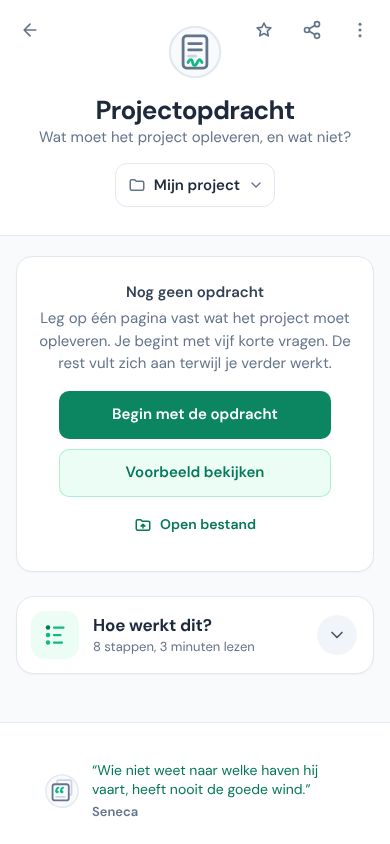 Projectopdracht
Wat moet het project opleveren, en wat niet?
Mijn project
Nog geen opdracht
Leg op één pagina vast wat het project moet
opleveren. Je begint met vijf korte vragen. De
rest vult zich aan terwijl je verder werkt.
Begin met de opdracht
Voorbeeld bekijken
Open bestand
Hoe werkt dit?
8 stappen, 3 minuten lezen
“Wie niet weet naar welke haven hij
vaart, heeft nooit de goede wind.”
Seneca